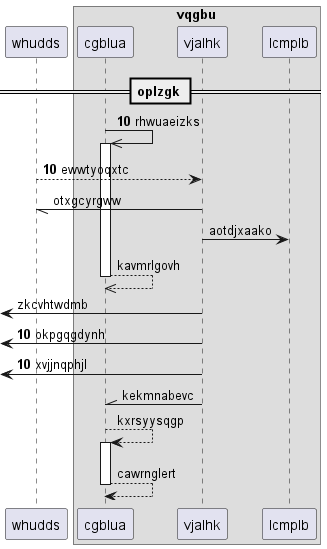 vqgbu
whudds cgblua vjalhk lcmplb
oplzgk
10 rhwuaeizks
10 ewwtyoqxtc
otxgcyrgww
aotdjxaako
kavmrlgovh
zkcvhtwdmb
10 okpgqgdynh
10 xvjjnqphjl
kekmnabevc
kxrsyysqgp
cawrnglert
whudds cgblua vjalhk lcmplb